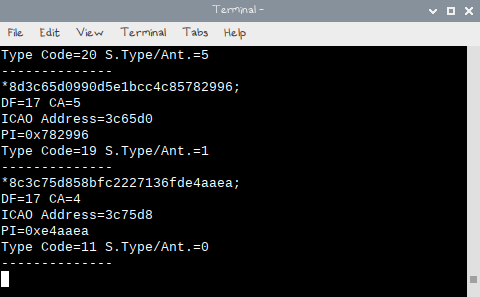 Terminal -
File Edit View Terminal Tabs Help
Type Code=20 S.Type/Ant.=5
--------------
*8d3c65d0990d5e1bcc4c85782996;
DF=17 CA=5
ICAO Address=3c65d0
PI=0x782996
Type Code=19 S.Type/Ant.=1
--------------
*8c3c75d858bfc2227136fde4aaea;
DF=17 CA=4
ICAO Address=3c75d8
PI=0xe4aaea
Type Code=11 S.Type/Ant.=0
--------------